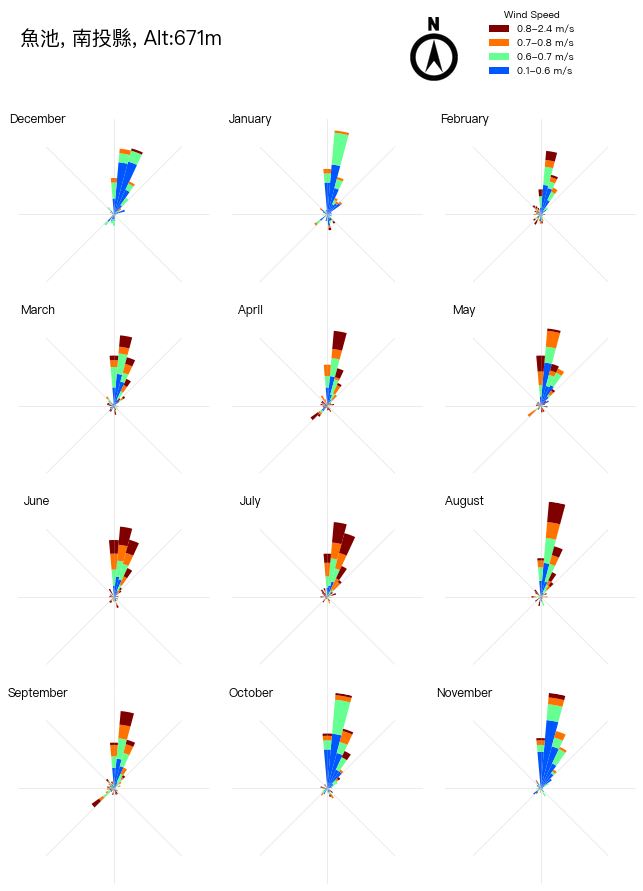 魚池, 南投縣, Alt:671m
N
Wind Speed
0.8–2.4 m/s
0.7–0.8 m/s
0.6–0.7 m/s
0.1–0.6 m/s
December
January
February
March
April
May
June
July
August
September
October
November